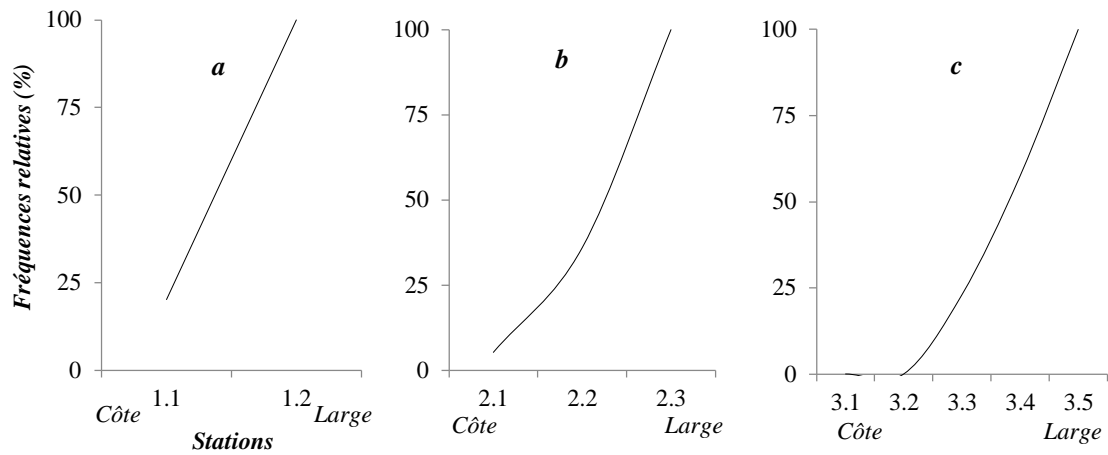 Fréquences relatives (%)
100
75
50
25
0
a
1.1
1.2
Côte
Large
Stations
100
75
50
25
0
b
2.1
2.2
2.3
Côte
Large
100
75
50
25
0
c
3.1
3.2
3.3
3.4
3.5
Côte
Large